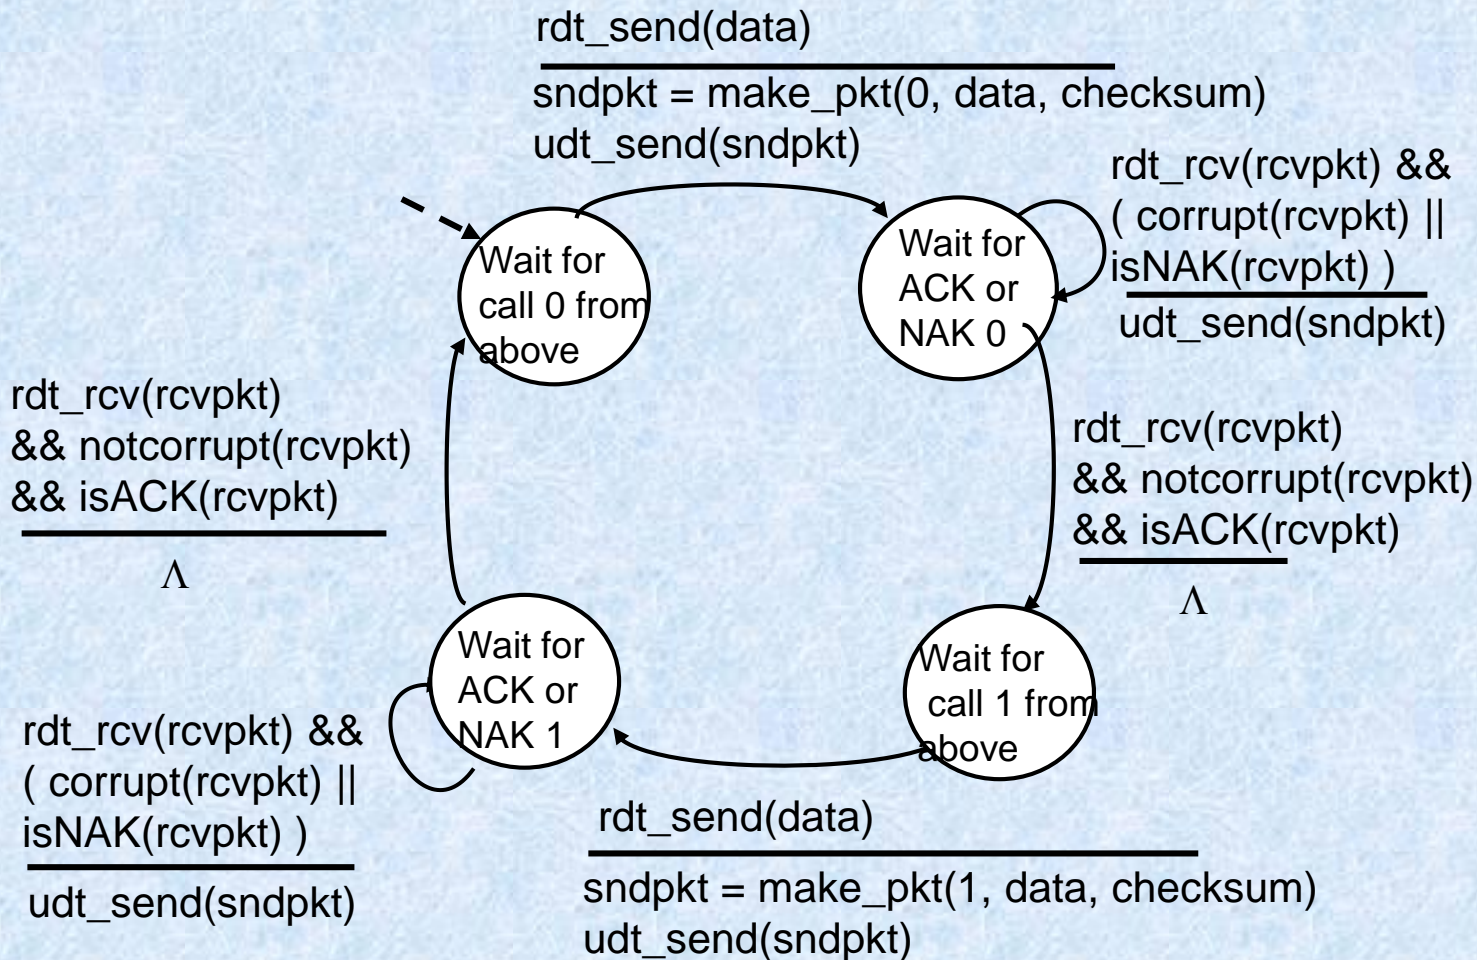 rdt_send(data)
sndpkt = make_pkt(0, data, checksum)
udt_send(sndpkt)
rdt_rcv(rcvpkt) &&
( corrupt(rcvpkt) ||
isNAK(rcvpkt) )
udt_send(sndpkt)
Wait for
call 0 from
above
Wait for
ACK or
NAK 0
rdt_rcv(rcvpkt)
&& notcorrupt(rcvpkt)
&& isACK(rcvpkt)
Λ
rdt_rcv(rcvpkt)
&& notcorrupt(rcvpkt)
&& isACK(rcvpkt)
Λ
Wait for
ACK or
NAK 1
Wait for
call 1 from
above
rdt_rcv(rcvpkt) &&
( corrupt(rcvpkt) ||
isNAK(rcvpkt) )
udt_send(sndpkt)
rdt_send(data)
sndpkt = make_pkt(1, data, checksum)
udt_send(sndpkt)